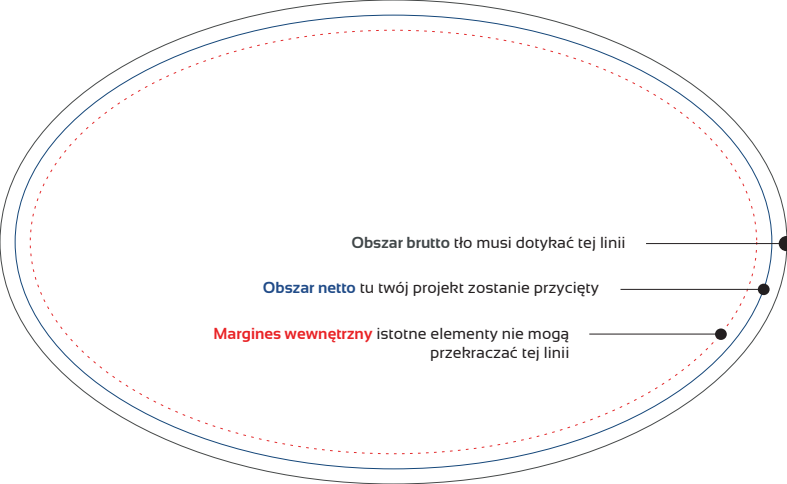 Obszar brutto tło musi dotykać tej linii
Obszar netto tu twój projekt zostanie przycięty
Margines wewnętrzny istotne elementy nie mogą
przekraczać tej linii